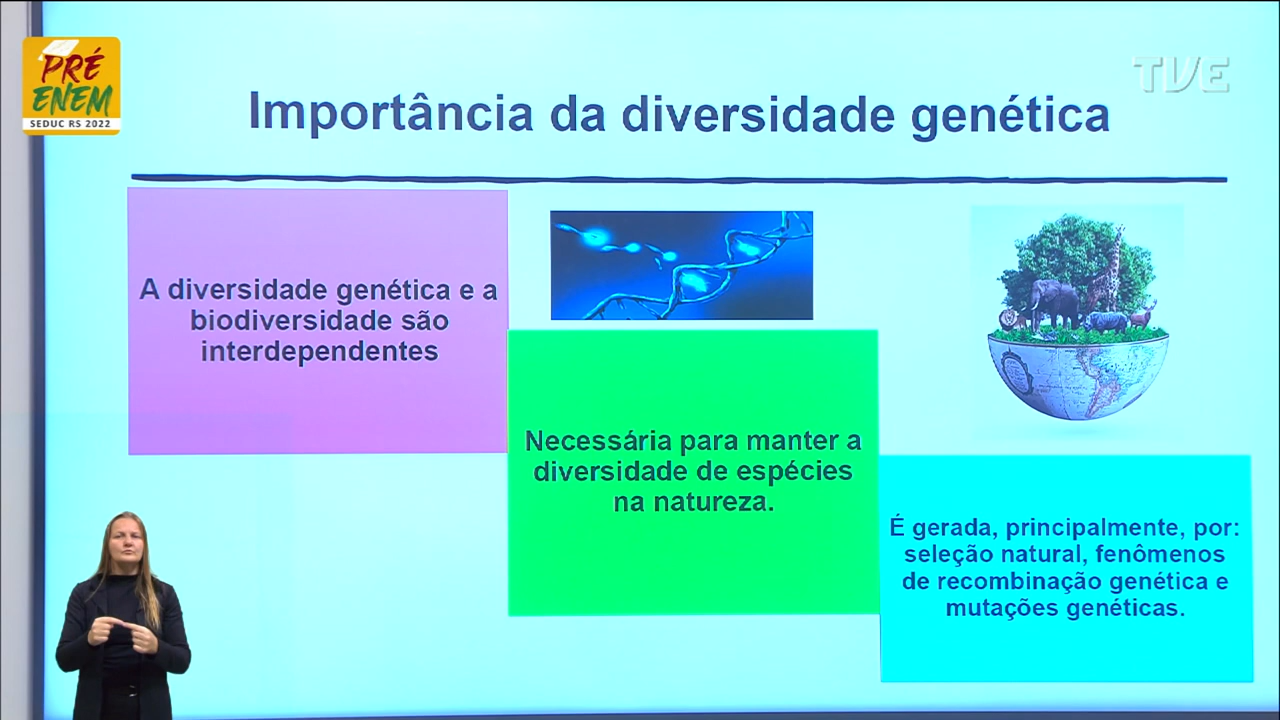 PRÉ
ENEM
SEDUC RS 2022
TVE
Importância da diversidade genética
A diversidade genética e a
biodiversidade são
interdependentes
Necessária para manter a
diversidade de espécies
na natureza.
É gerada, principalmente, por:
seleção natural, fenômenos
de recombinação genética e
mutações genéticas.